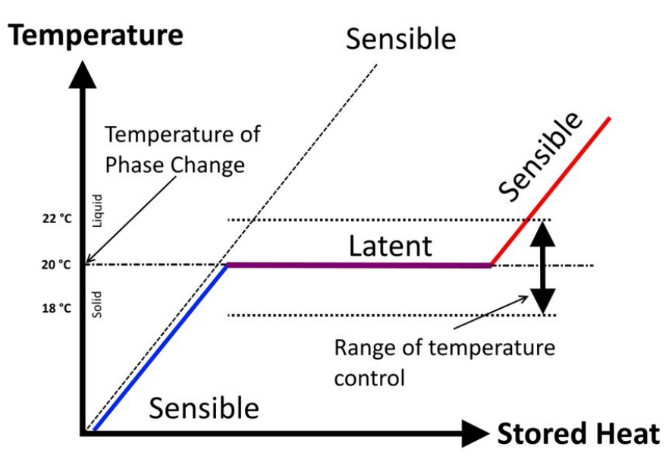 Temperature
Sensible
Temperature of
Phase Change
Liquid
Sensible
22 °C
Latent
20 °C
Solid
18 °C
Range of temperature
control
Sensible
Stored Heat